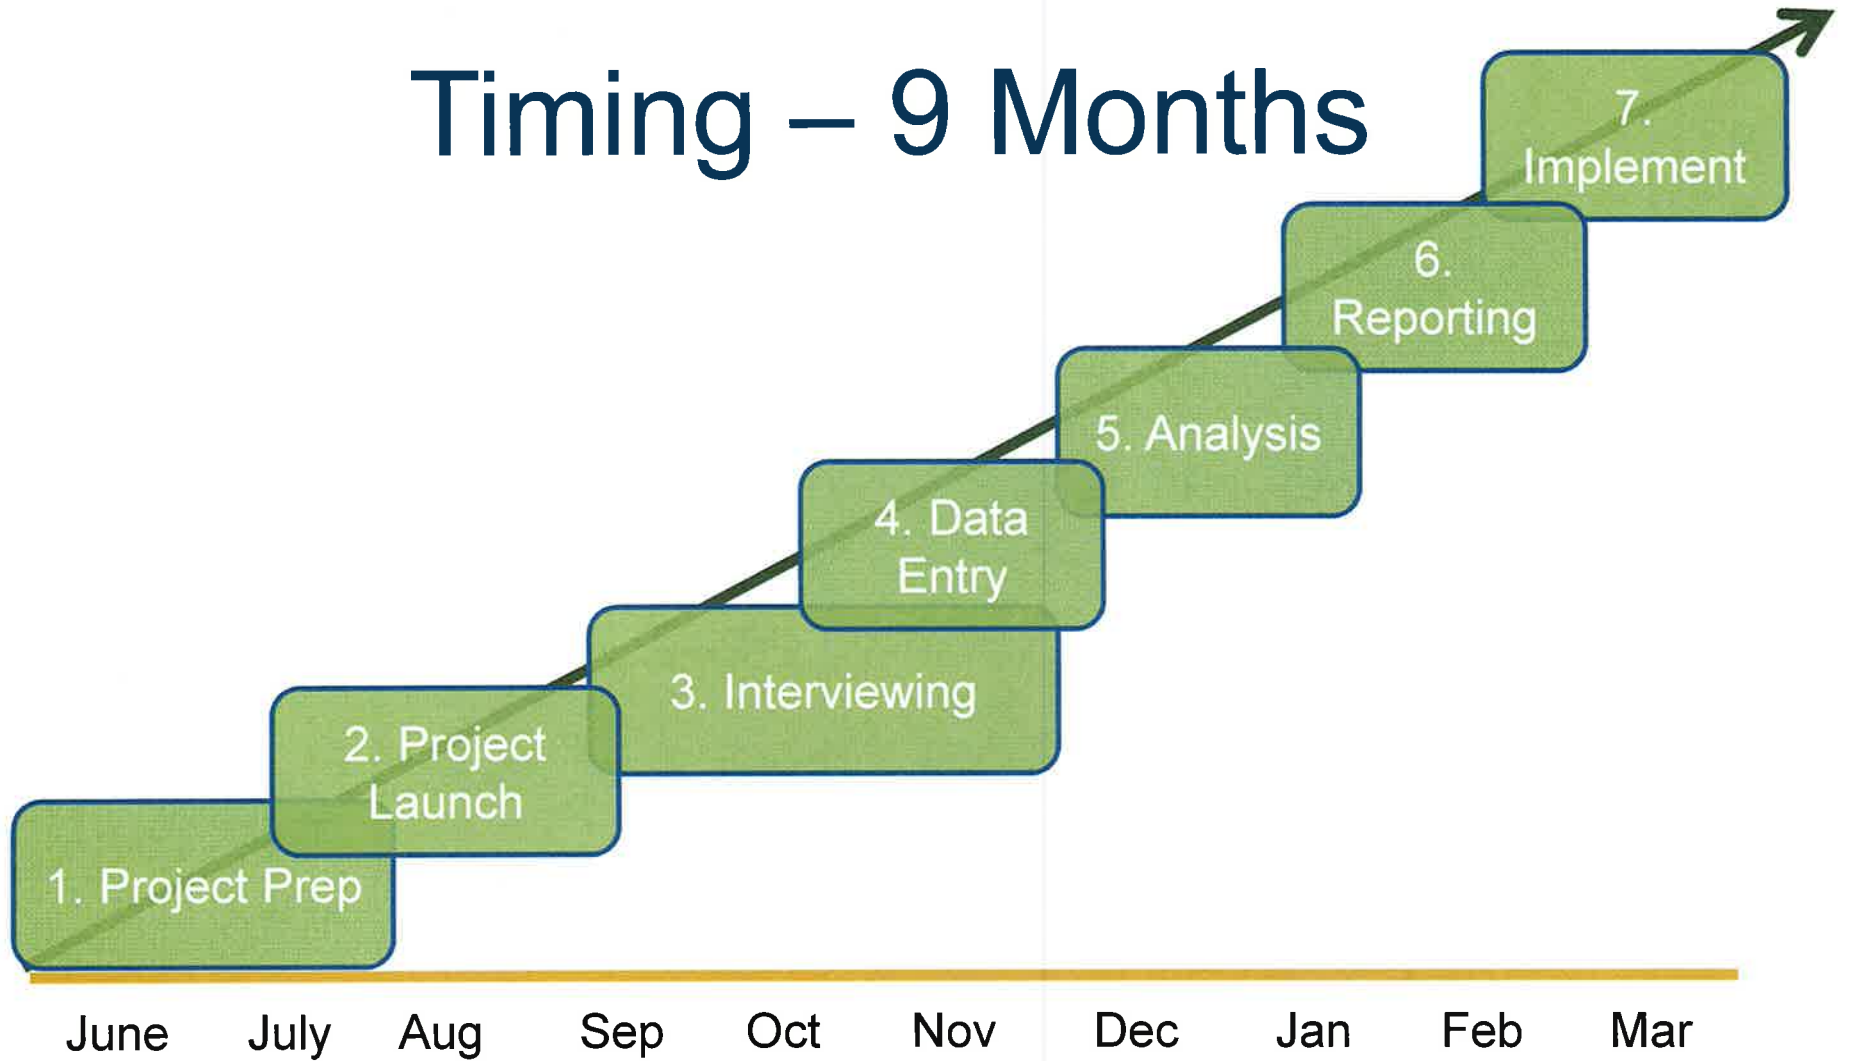 Timing – 9 Months
7.
Implement
6.
Reporting
5. Analysis
4. Data
Entry
3. Interviewing
2. Project
Launch
1. Project Prep
June July Aug Sep Oct Nov Dec Jan Feb Mar